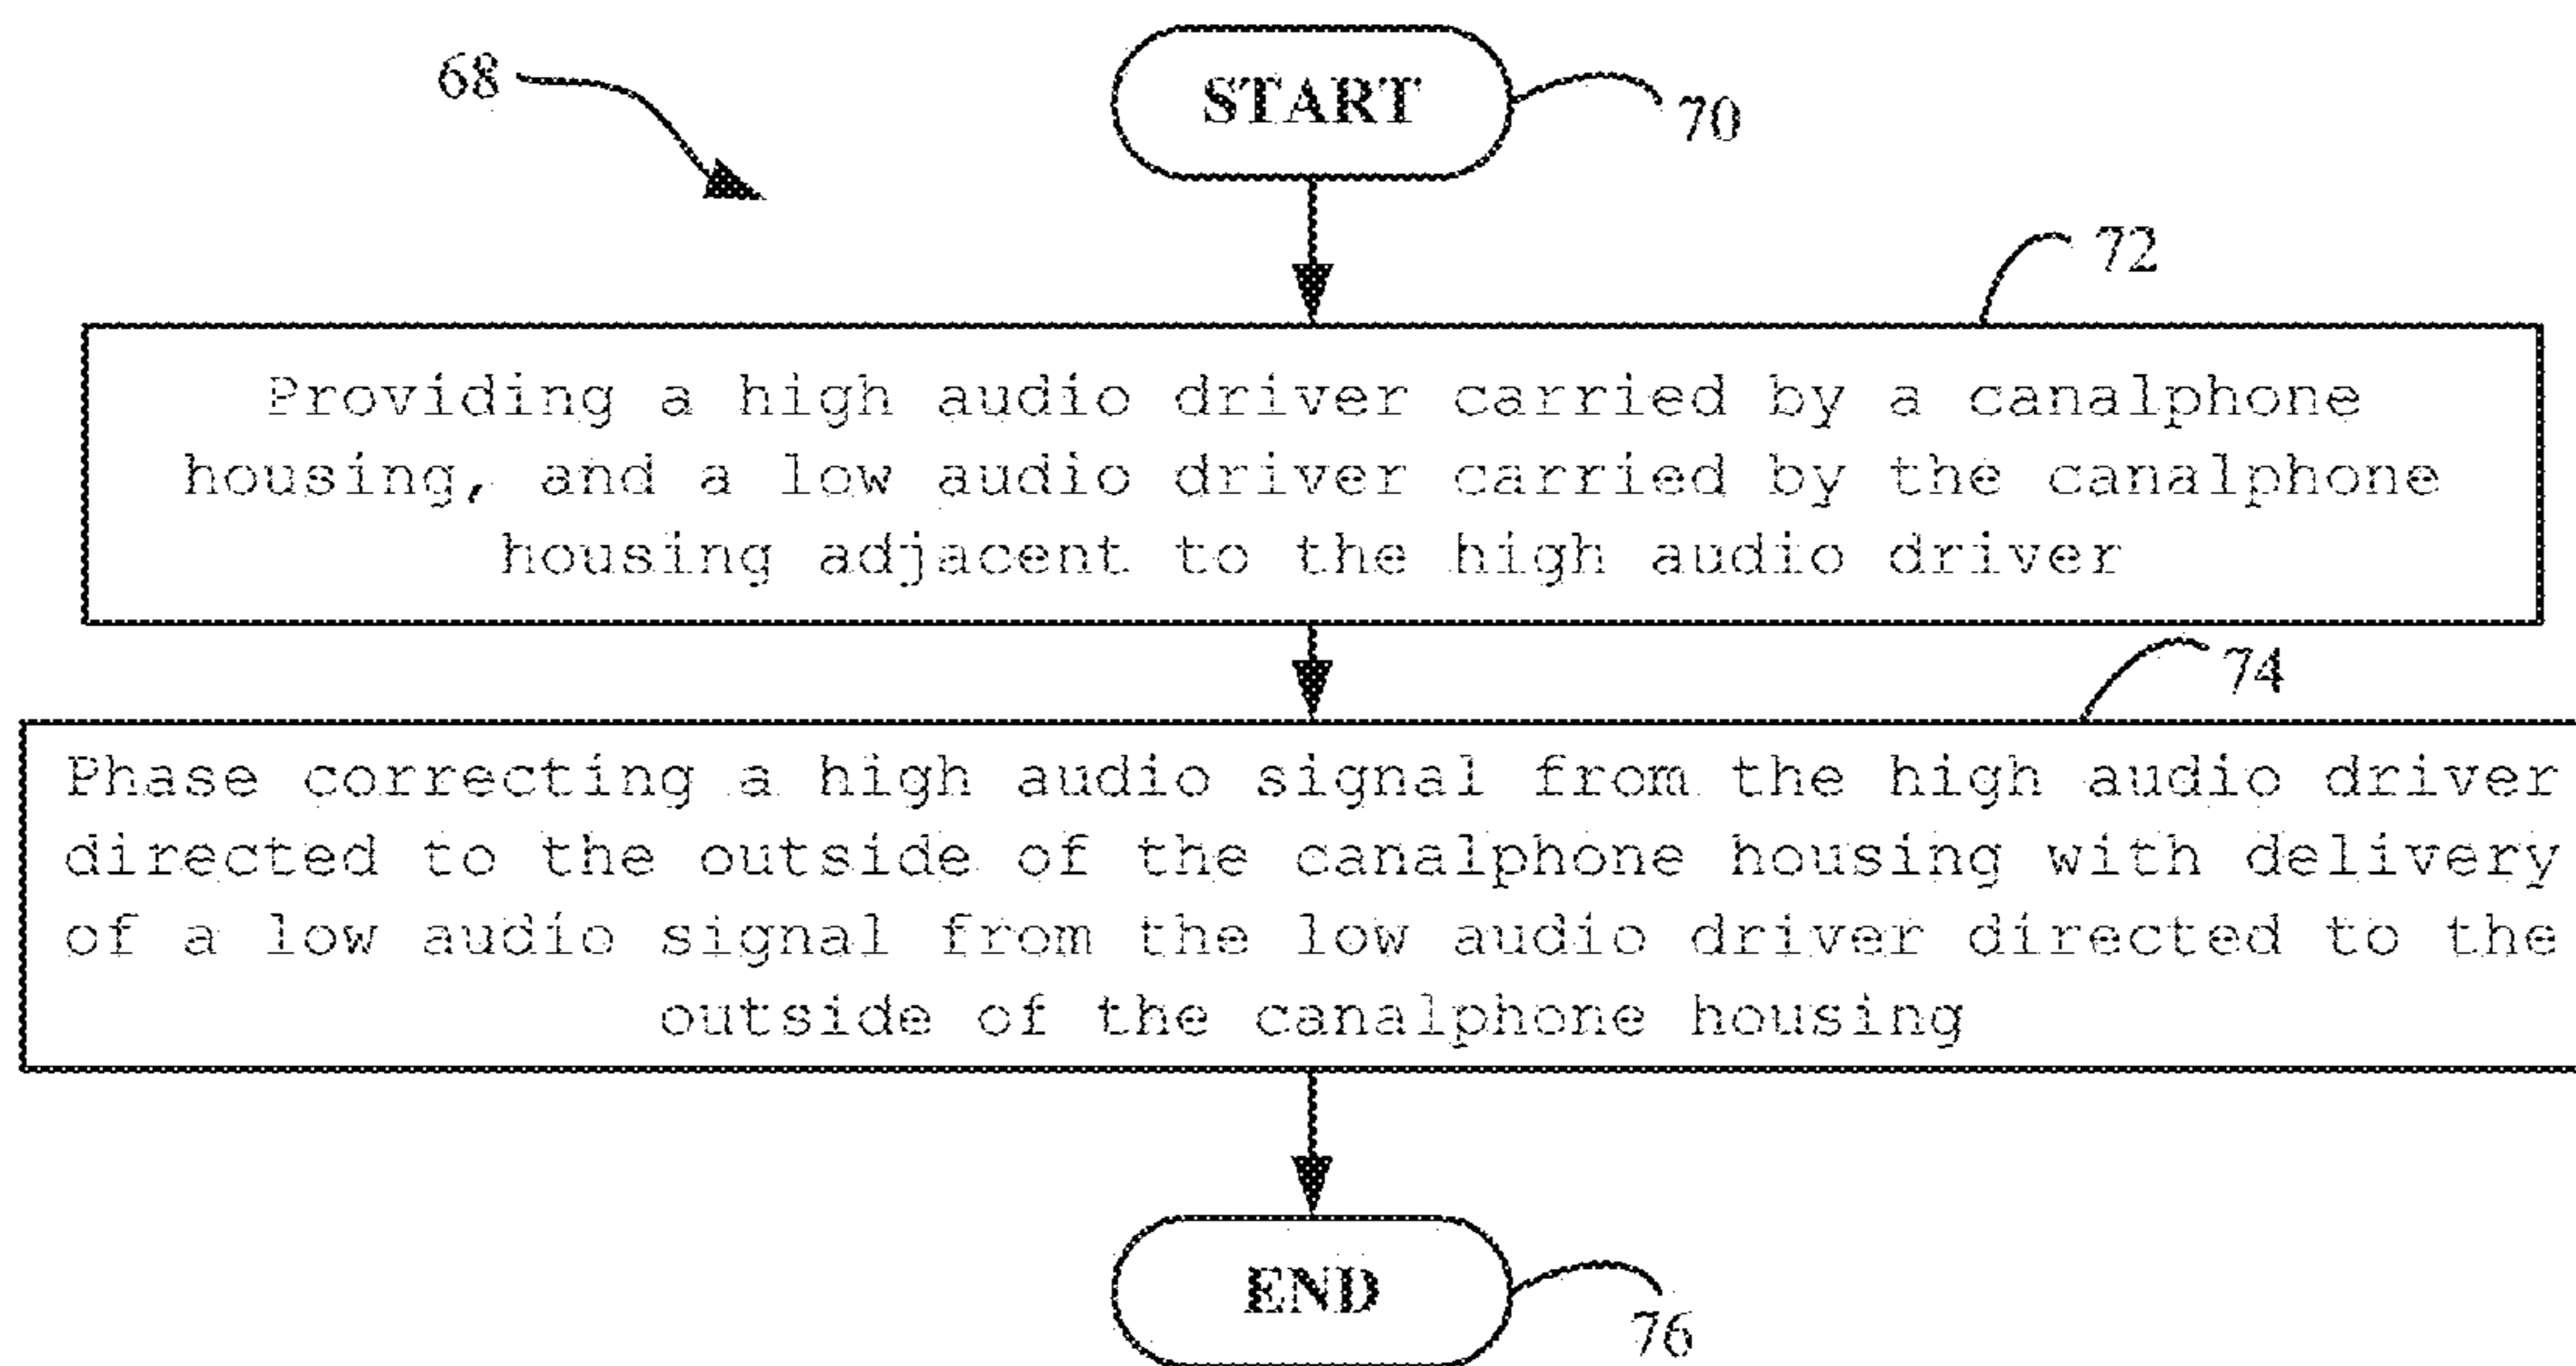 68
START
70
72
Providing a high audio driver carried by a canalphone
housing, and a low audio driver carried by the canalphone
housing adjacent to the high audio driver
74
Phase correcting a high audio signal from the high audio driver
directed to the outside of the canalphone housing with delivery
of a low audio signal from the low audio driver directed to the
outside of the canalphone housing
END
76